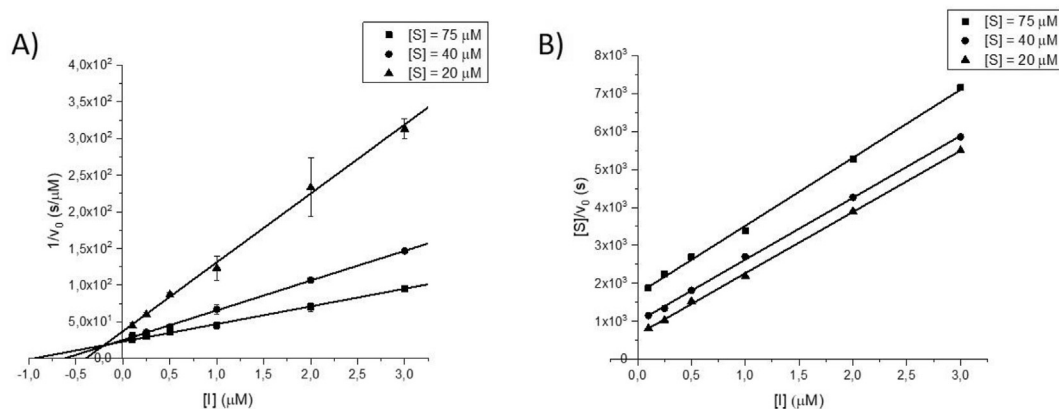 A)
[S] = 75 μM
[S] = 40 μM
[S] = 20 μM
4,0x10²
3,5x10²
3,0x10²
2,5x10²
2,0x10²
1,5x10²
1,0x10²
5,0x10¹
0,0
1/v₀ (s/μM)
-1,0 -0,5 0,0 0,5 1,0 1,5 2,0 2,5 3,0
[I] (μM)
B)
[S] = 75 μM
[S] = 40 μM
[S] = 20 μM
8x10³
7x10³
6x10³
5x10³
4x10³
3x10³
2x10³
1x10³
0
[S]/v₀ (s)
0,0 0,5 1,0 1,5 2,0 2,5 3,0
[I] (μM)